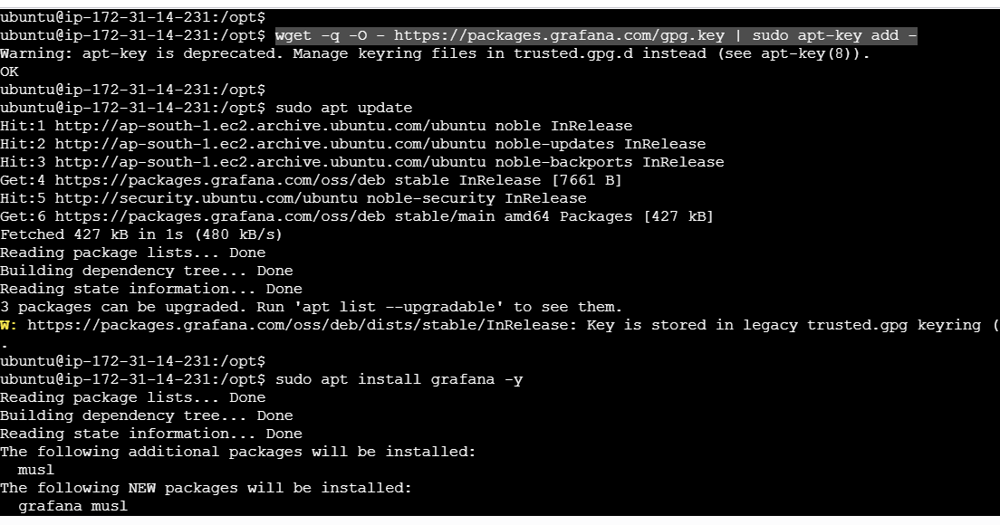 ubuntu@ip-172-31-14-231:/opt$
ubuntu@ip-172-31-14-231:/opt$ wget -q -O - https://packages.grafana.com/gpg.key | sudo apt-key add -
Warning: apt-key is deprecated. Manage keyring files in trusted.gpg.d instead (see apt-key(8)).
OK
ubuntu@ip-172-31-14-231:/opt$
ubuntu@ip-172-31-14-231:/opt$ sudo apt update
Hit:1 http://ap-south-1.ec2.archive.ubuntu.com/ubuntu noble InRelease
Hit:2 http://ap-south-1.ec2.archive.ubuntu.com/ubuntu noble-updates InRelease
Hit:3 http://ap-south-1.ec2.archive.ubuntu.com/ubuntu noble-backports InRelease
Get:4 https://packages.grafana.com/oss/deb stable InRelease [7661 B]
Hit:5 http://security.ubuntu.com/ubuntu noble-security InRelease
Get:6 https://packages.grafana.com/oss/deb stable/main amd64 Packages [427 kB]
Fetched 427 kB in 1s (480 kB/s)
Reading package lists... Done
Building dependency tree... Done
Reading state information... Done
3 packages can be upgraded. Run 'apt list --upgradable' to see them.
W: https://packages.grafana.com/oss/deb/dists/stable/InRelease: Key is stored in legacy trusted.gpg keyring (
.
ubuntu@ip-172-31-14-231:/opt$
ubuntu@ip-172-31-14-231:/opt$ sudo apt install grafana -y
Reading package lists... Done
Building dependency tree... Done
Reading state information... Done
The following additional packages will be installed:
  musl
The following NEW packages will be installed:
  grafana musl